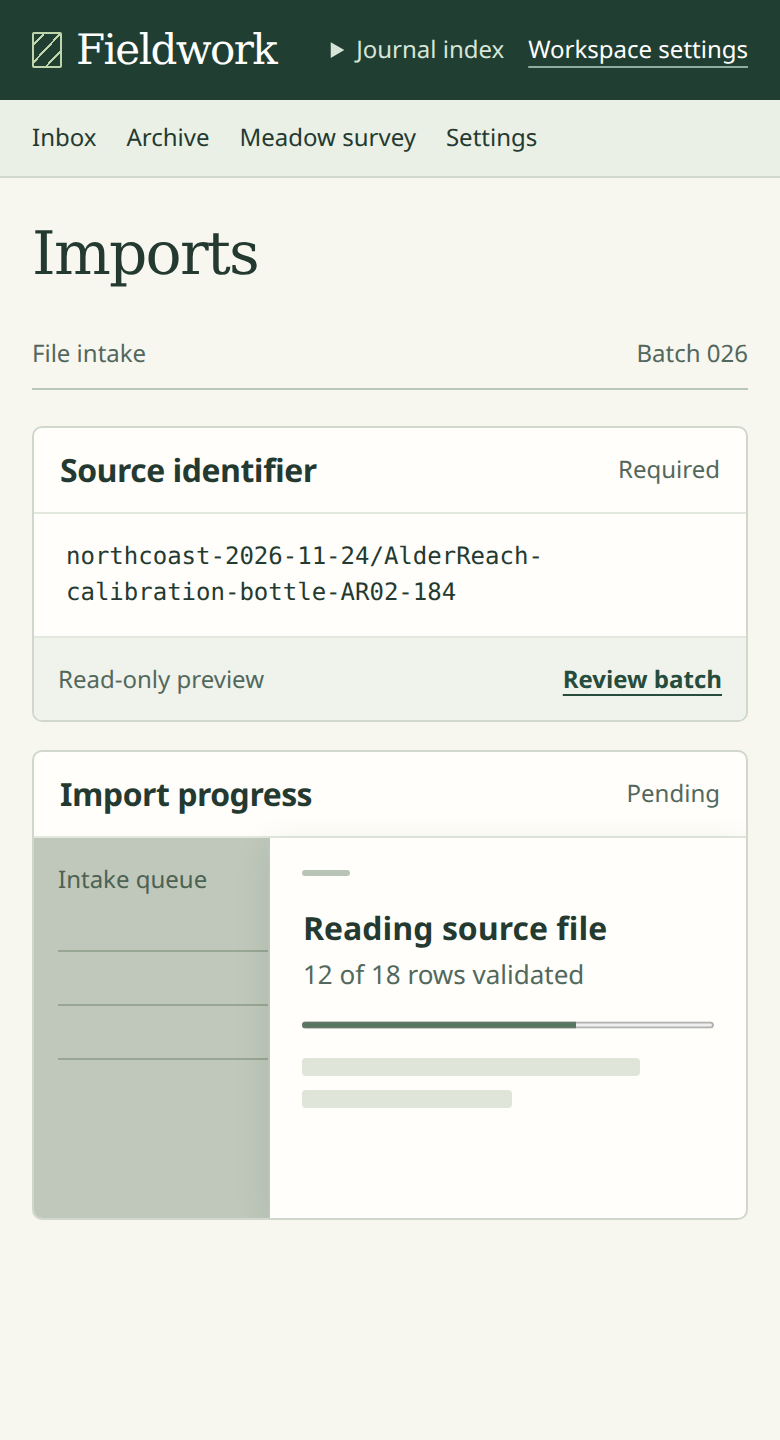 Fieldwork
Journal index
Workspace settings
Inbox Archive Meadow survey Settings
Imports
File intake
Batch 026
Source identifier
Required
northcoast-2026-11-24/AlderReach-
calibration-bottle-AR02-184
Read-only preview
Review batch
Import progress
Pending
Intake queue
Reading source file
12 of 18 rows validated